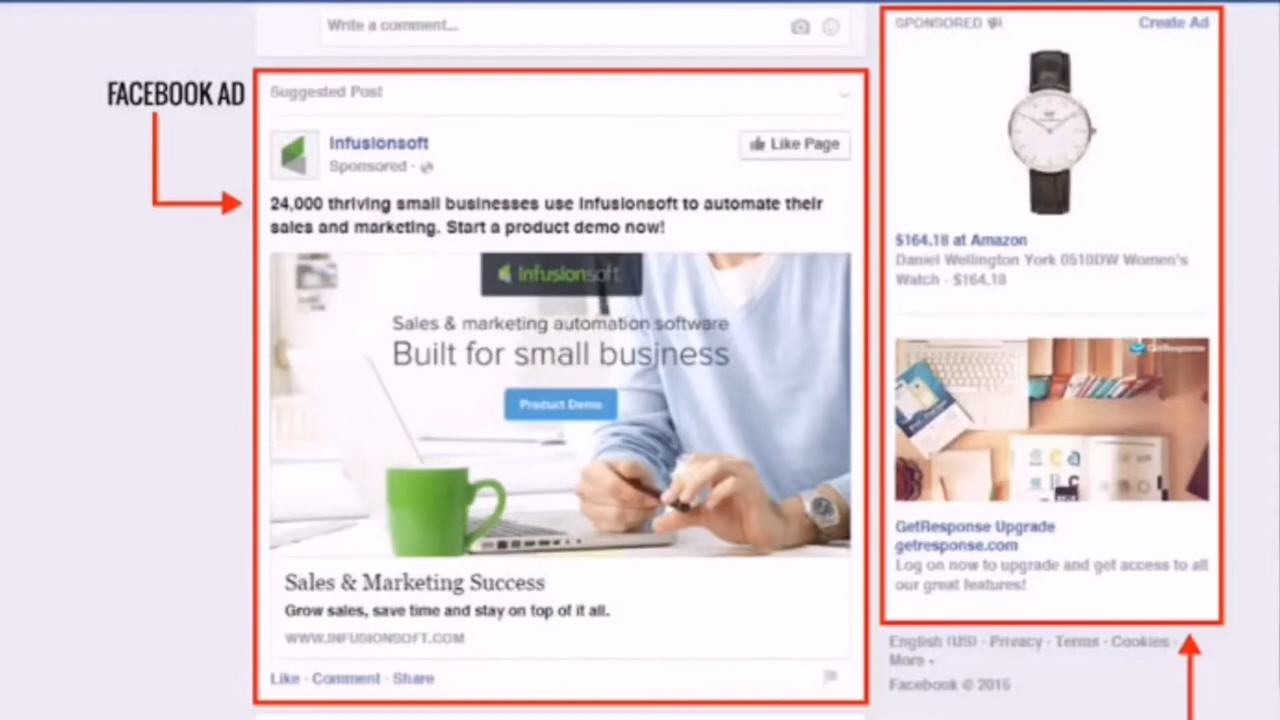 Write a comment...
FACEBOOK AD
Suggested Post
Infusionsoft
Sponsored ·
Like Page
24,000 thriving small businesses use Infusionsoft to automate their
sales and marketing. Start a product demo now!
Infusionsoft
Sales & marketing automation software
Built for small business
Product Demo
Sales & Marketing Success
Grow sales, save time and stay on top of it all.
WWW.INFUSIONSOFT.COM
Like · Comment · Share
SPONSORED
Create Ad
$164.18 at Amazon
Daniel Wellington York 0510DW Women's
Watch - $164.18
GetResponse
GetResponse Upgrade
getresponse.com
Log on now to upgrade and get access to all
our great features!
English (US) · Privacy · Terms · Cookies ·
More
Facebook © 2015